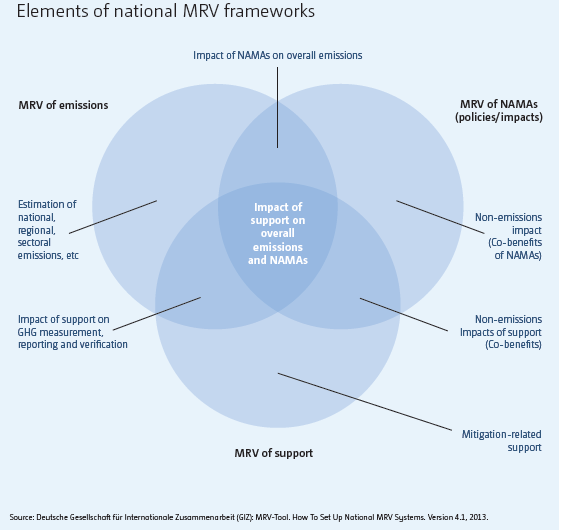 Elements of national MRV frameworks
Impact of NAMAs on overall emissions
MRV of emissions
MRV of NAMAs
(policies/impacts)
Impact of
support on
overall
emissions
and NAMAs
Estimation of
national,
regional,
sectoral
emissions, etc
Non-emissions
impact
(Co-benefits
of NAMAs)
Impact of support on
GHG measurement,
reporting and verification
Non-emissions
Impacts of support
(Co-benefits)
Mitigation-related
support
MRV of support
Source: Deutsche Gesellschaft für Internationale Zusammenarbeit (GIZ): MRV-Tool. How To Set Up National MRV Systems. Version 4.1, 2013.